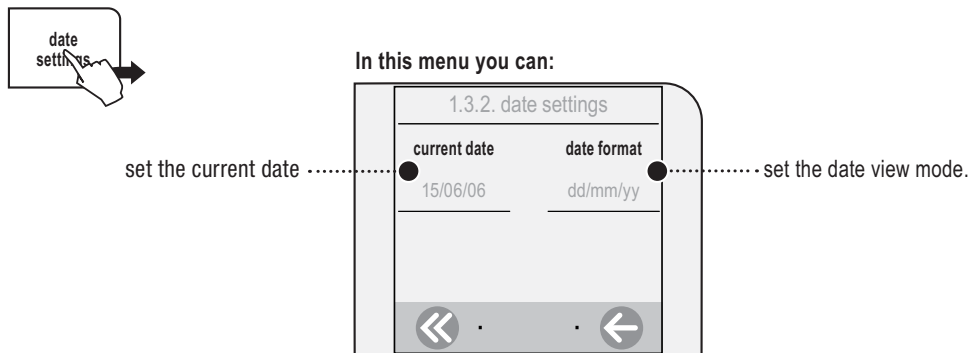 date
settings
In this menu you can:
1.3.2. date settings
current date date format
set the current date set the date view mode.
15/06/06 dd/mm/yy